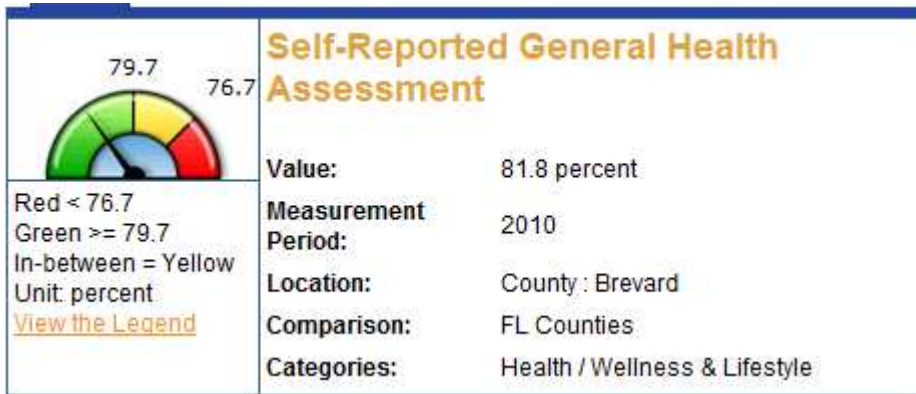 79.7
76.7
Red < 76.7
Green >= 79.7
In-between = Yellow
Unit: percent
View the Legend
Self-Reported General Health
Assessment
Value: 81.8 percent
Measurement
Period: 2010
Location: County : Brevard
Comparison: FL Counties
Categories: Health / Wellness & Lifestyle